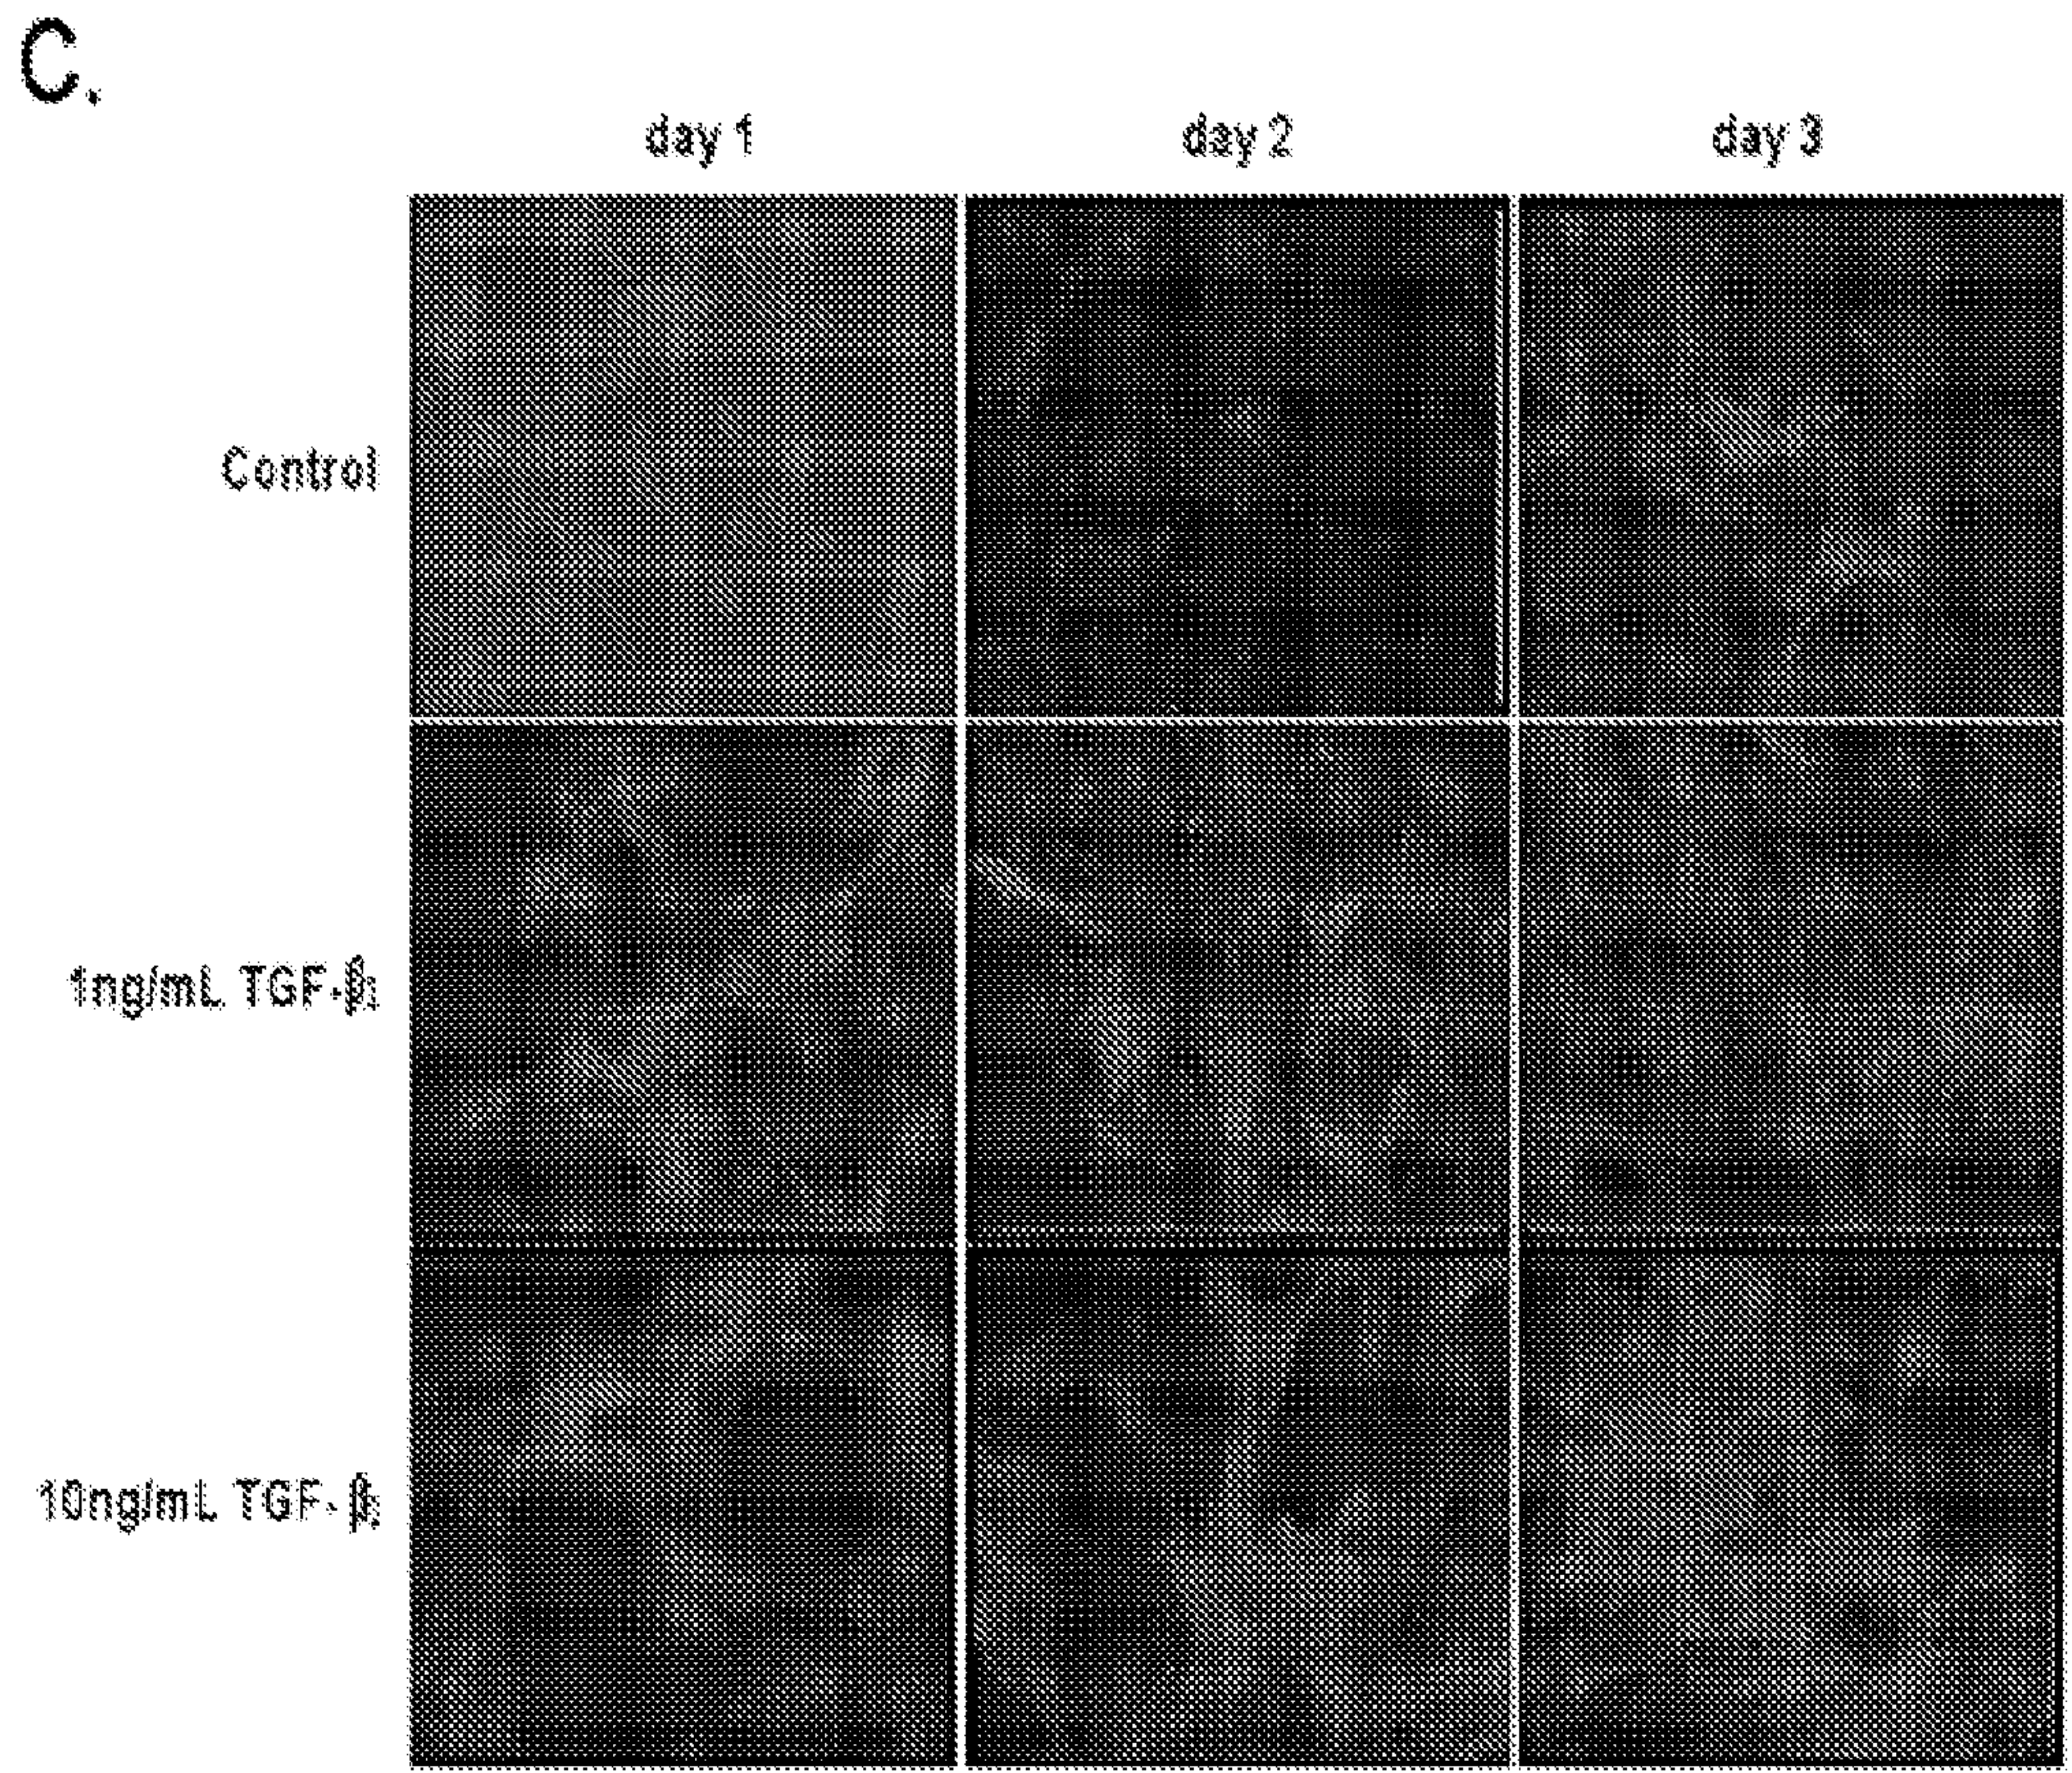 C.
day 1 day 2 day 3
Control
1ng/mL TGF-β₁
10ng/mL TGF- β₁